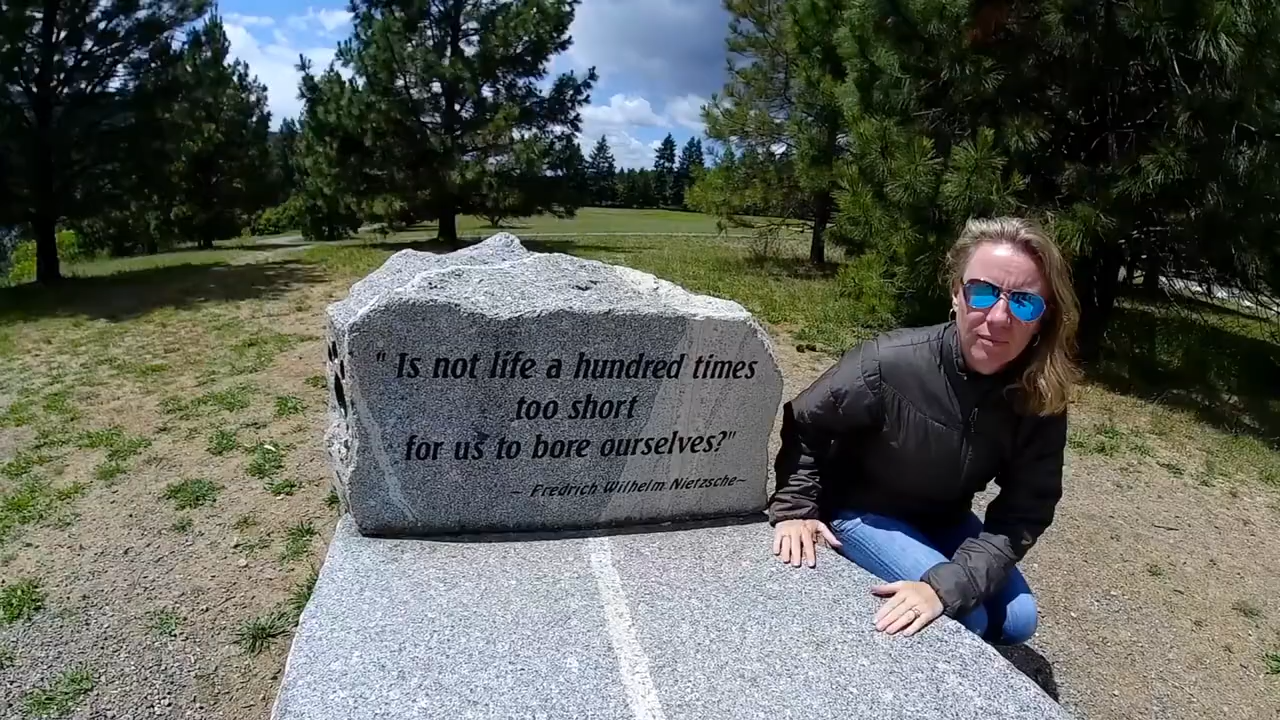 " Is not life a hundred times
too short
for us to bore ourselves?"
~ Fredrich Wilhelm Nietzsche~